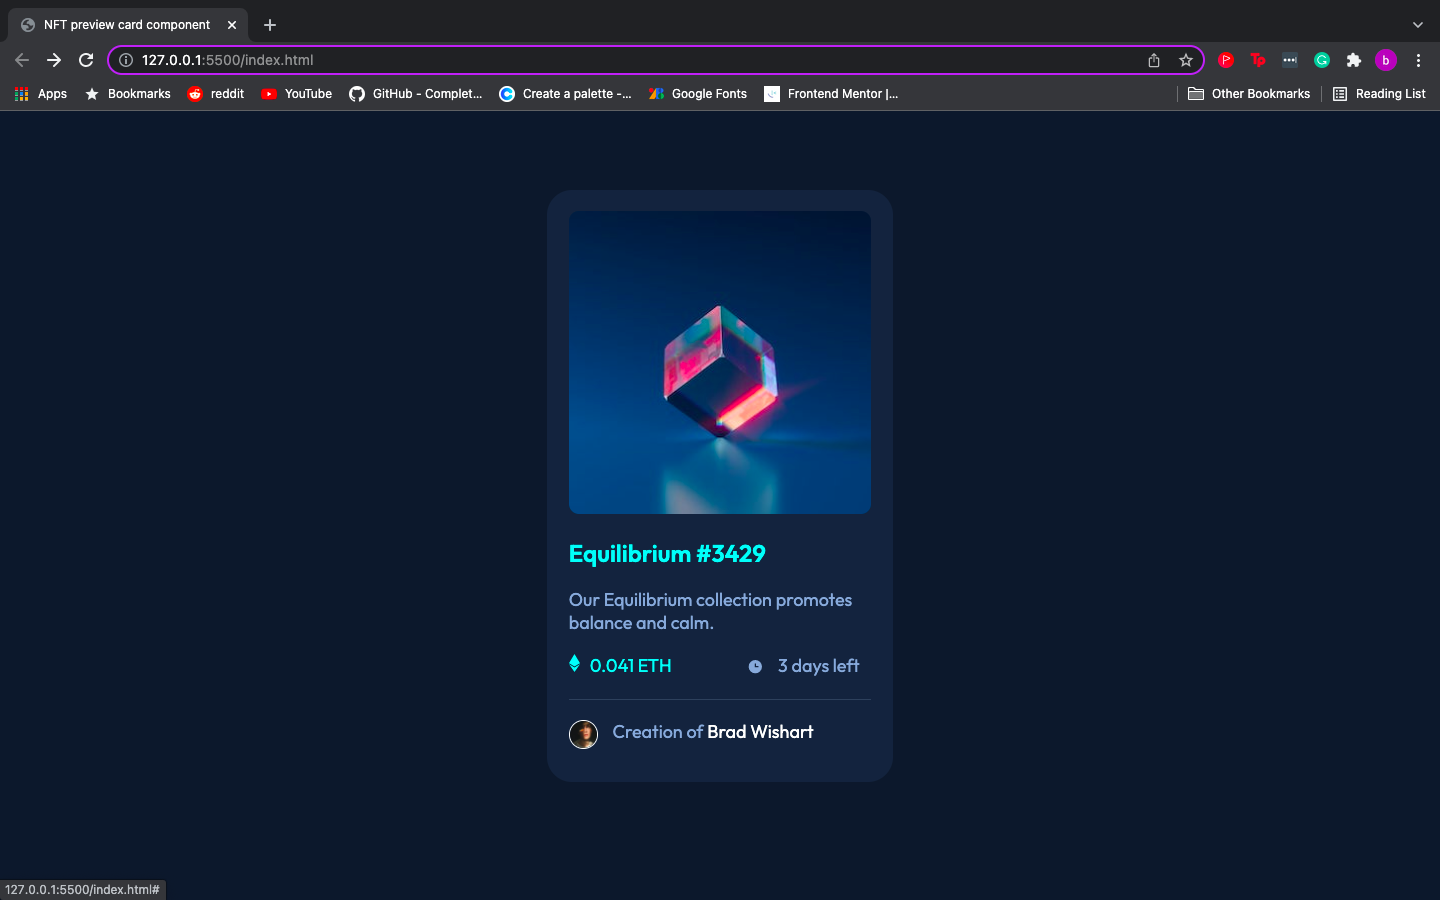 NFT preview card component
127.0.0.1:5500/index.html
Apps Bookmarks reddit YouTube GitHub - Complet... Create a palette -... Google Fonts Frontend Mentor |... Other Bookmarks Reading List
Equilibrium #3429
Our Equilibrium collection promotes
balance and calm.
0.041 ETH 3 days left
Creation of Brad Wishart
127.0.0.1:5500/index.html#